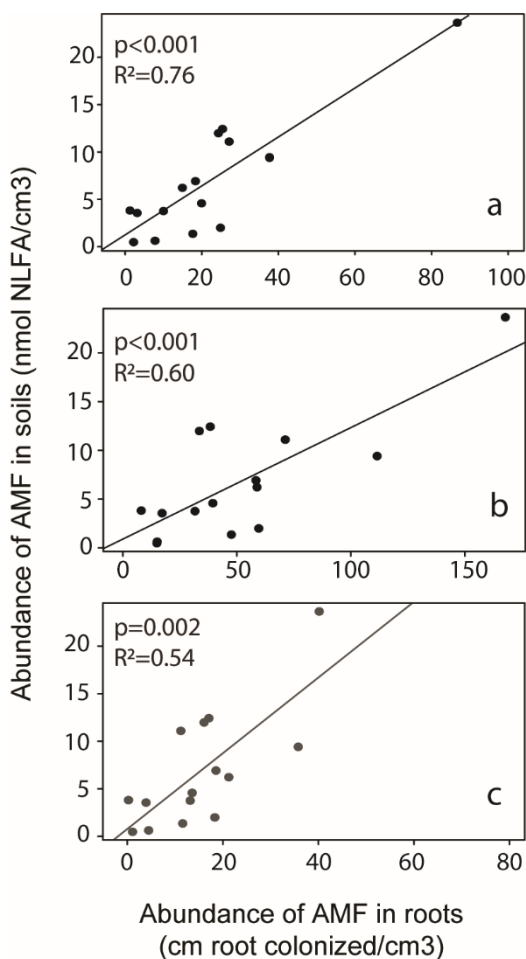 Abundance of AMF in soils (nmol NLFA/cm3)
p<0.001
R²=0.76
20
15
10
5
0
a
0 20 40 60 80 100
p<0.001
R²=0.60
20
15
10
5
0
b
0 50 100 150
p=0.002
R²=0.54
20
15
10
5
0
c
0 20 40 60 80
Abundance of AMF in roots
(cm root colonized/cm3)